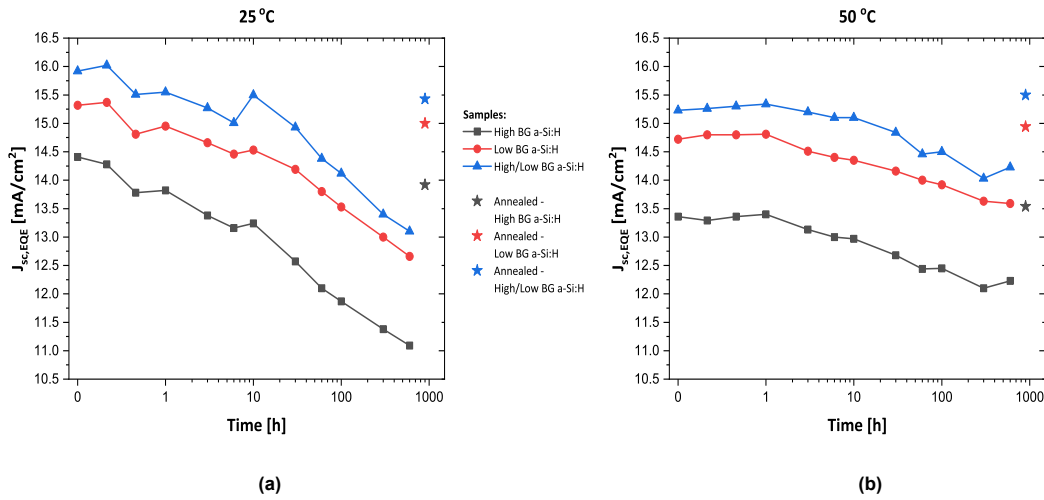 25 °C
16.5
16.0
15.5
15.0
14.5
14.0
13.5
13.0
12.5
12.0
11.5
11.0
10.5
Jsc,EQE [mA/cm²]
0
1
10
100
1000
Time [h]
(a)
Samples:
High BG a-Si:H
Low BG a-Si:H
High/Low BG a-Si:H
Annealed -
High BG a-Si:H
Annealed -
Low BG a-Si:H
Annealed -
High/Low BG a-Si:H
50 °C
16.5
16.0
15.5
15.0
14.5
14.0
13.5
13.0
12.5
12.0
11.5
11.0
10.5
Jsc,EQE [mA/cm²]
0
1
10
100
1000
Time [h]
(b)